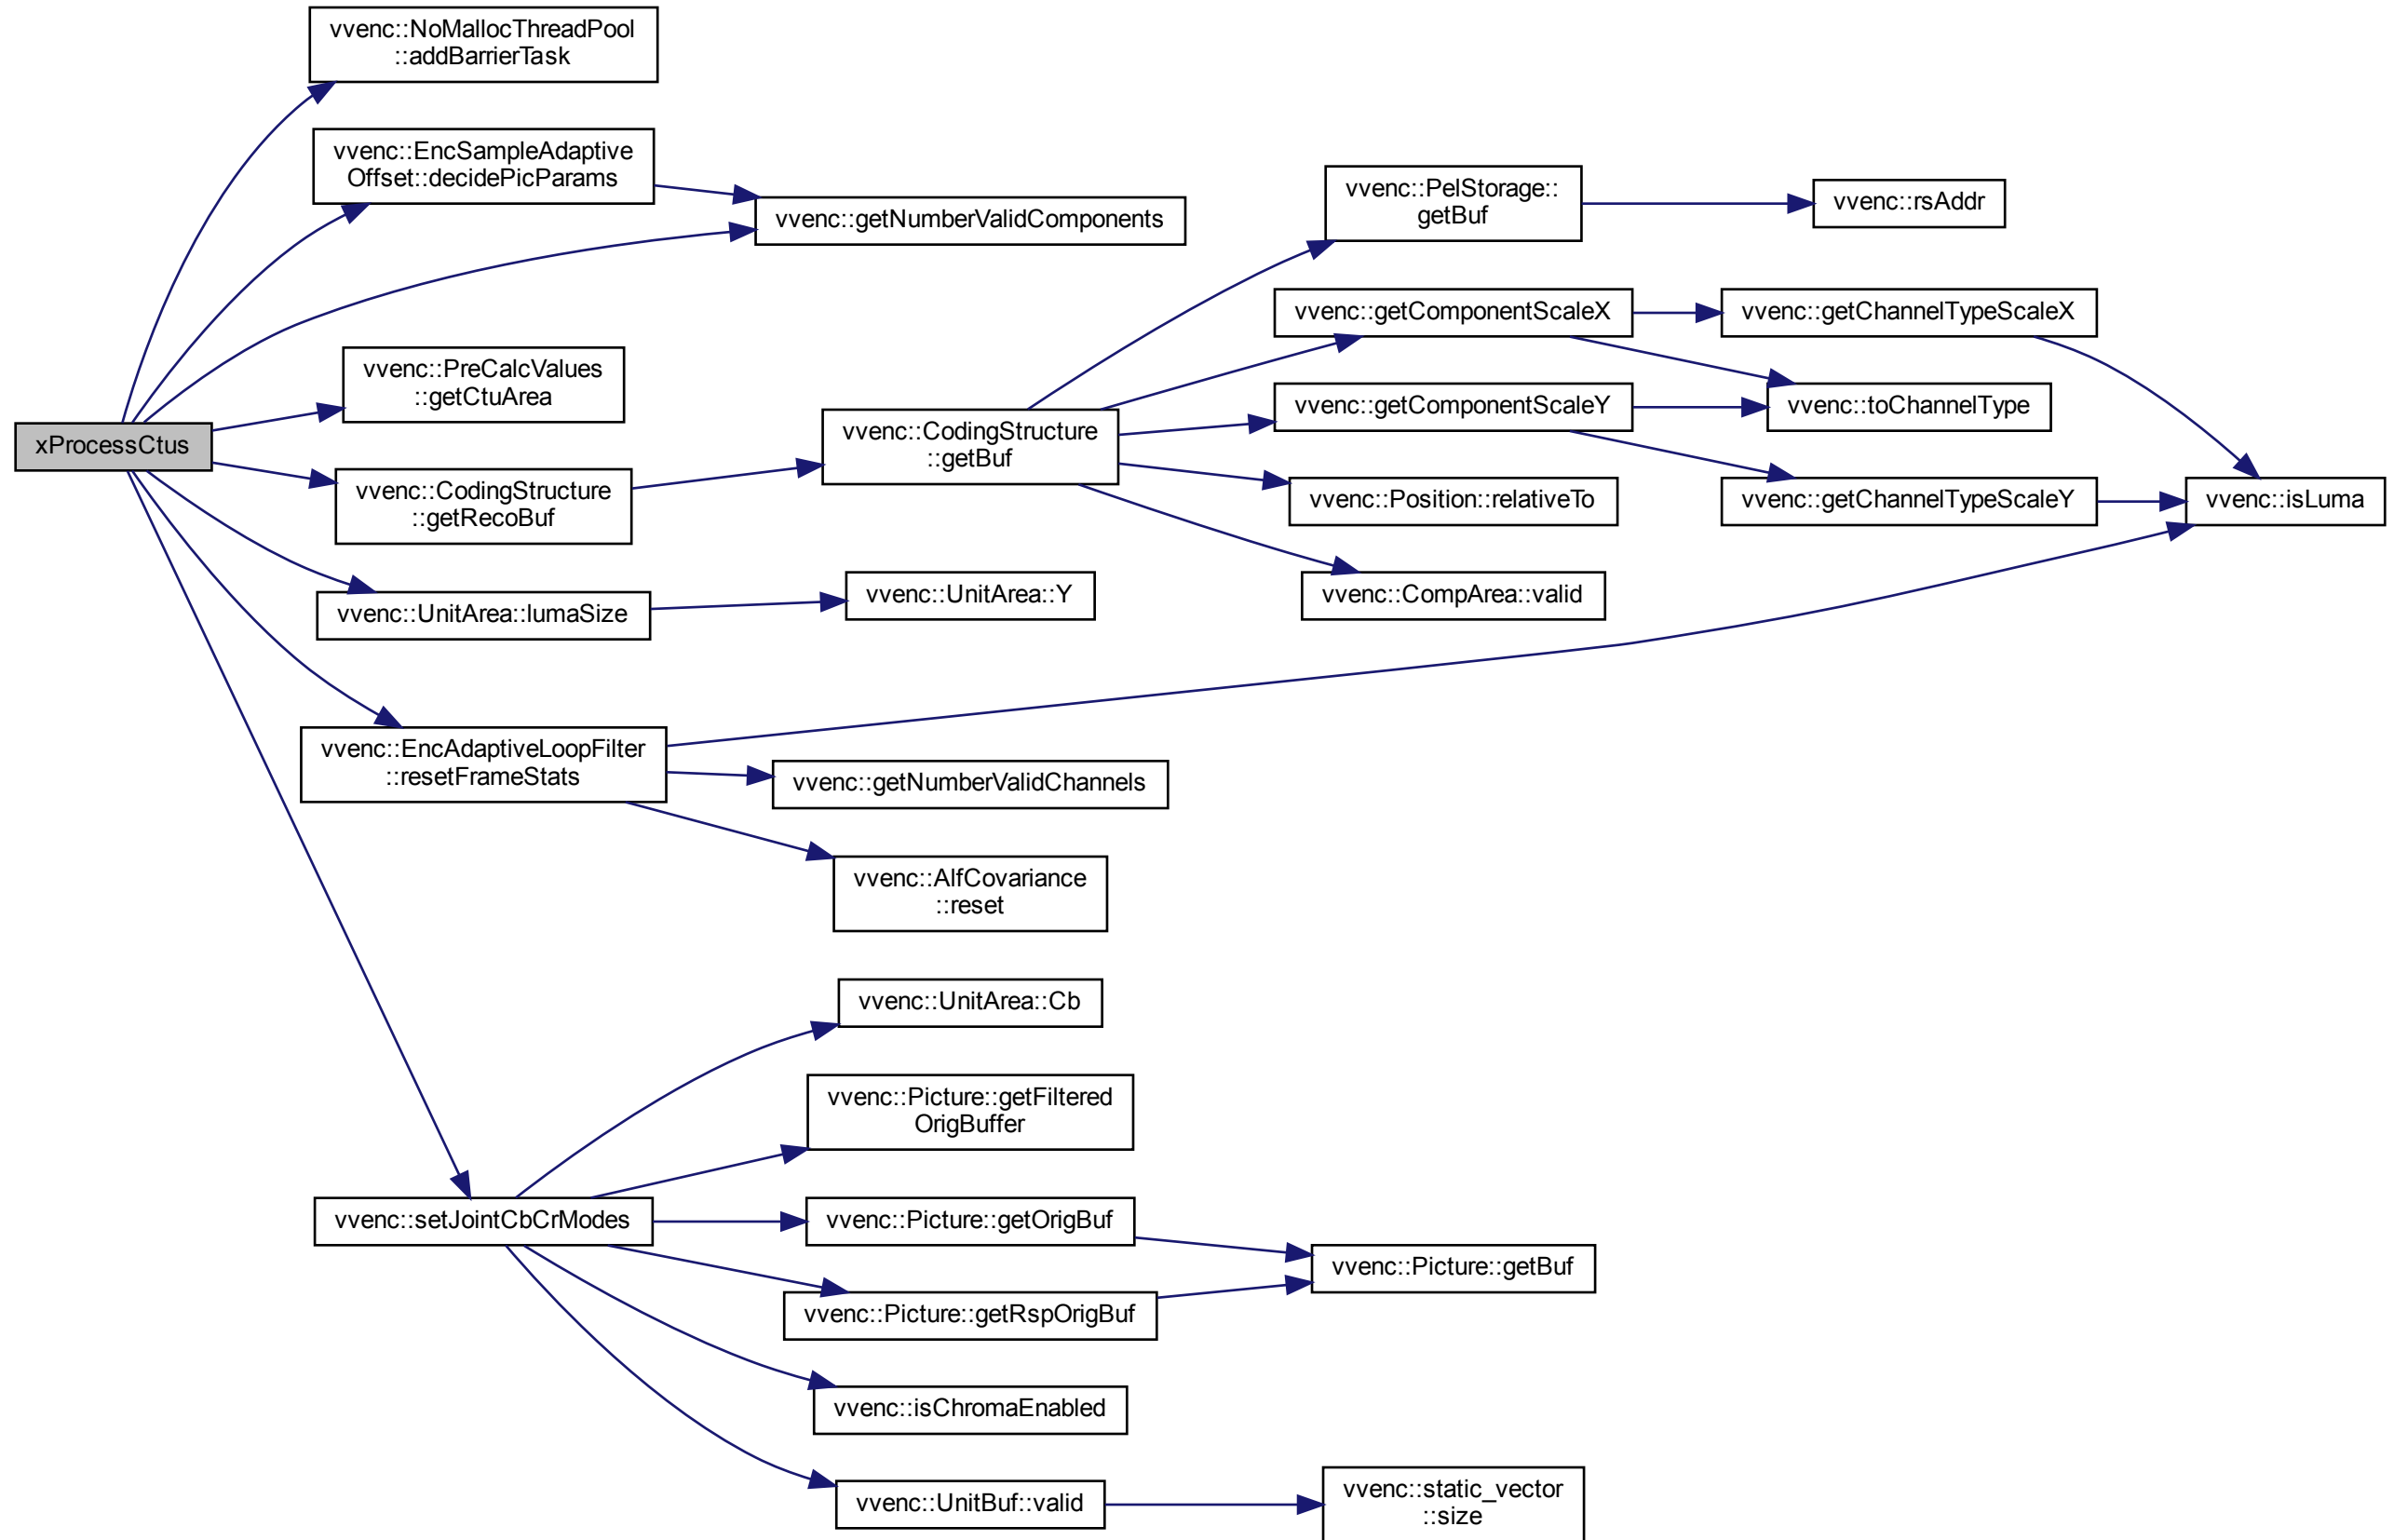 vvenc::NoMallocThreadPool
::addBarrierTask
vvenc::EncSampleAdaptive
Offset::decidePicParams
vvenc::getNumberValidComponents
vvenc::PelStorage::
getBuf
vvenc::rsAddr
vvenc::getComponentScaleX
vvenc::getChannelTypeScaleX
vvenc::PreCalcValues
::getCtuArea
vvenc::getComponentScaleY
vvenc::toChannelType
xProcessCtus
vvenc::CodingStructure
::getBuf
vvenc::CodingStructure
::getRecoBuf
vvenc::Position::relativeTo
vvenc::getChannelTypeScaleY
vvenc::isLuma
vvenc::UnitArea::lumaSize
vvenc::UnitArea::Y
vvenc::CompArea::valid
vvenc::EncAdaptiveLoopFilter
::resetFrameStats
vvenc::getNumberValidChannels
vvenc::AlfCovariance
::reset
vvenc::UnitArea::Cb
vvenc::Picture::getFiltered
OrigBuffer
vvenc::setJointCbCrModes
vvenc::Picture::getOrigBuf
vvenc::Picture::getBuf
vvenc::Picture::getRspOrigBuf
vvenc::isChromaEnabled
vvenc::UnitBuf::valid
vvenc::static_vector
::size